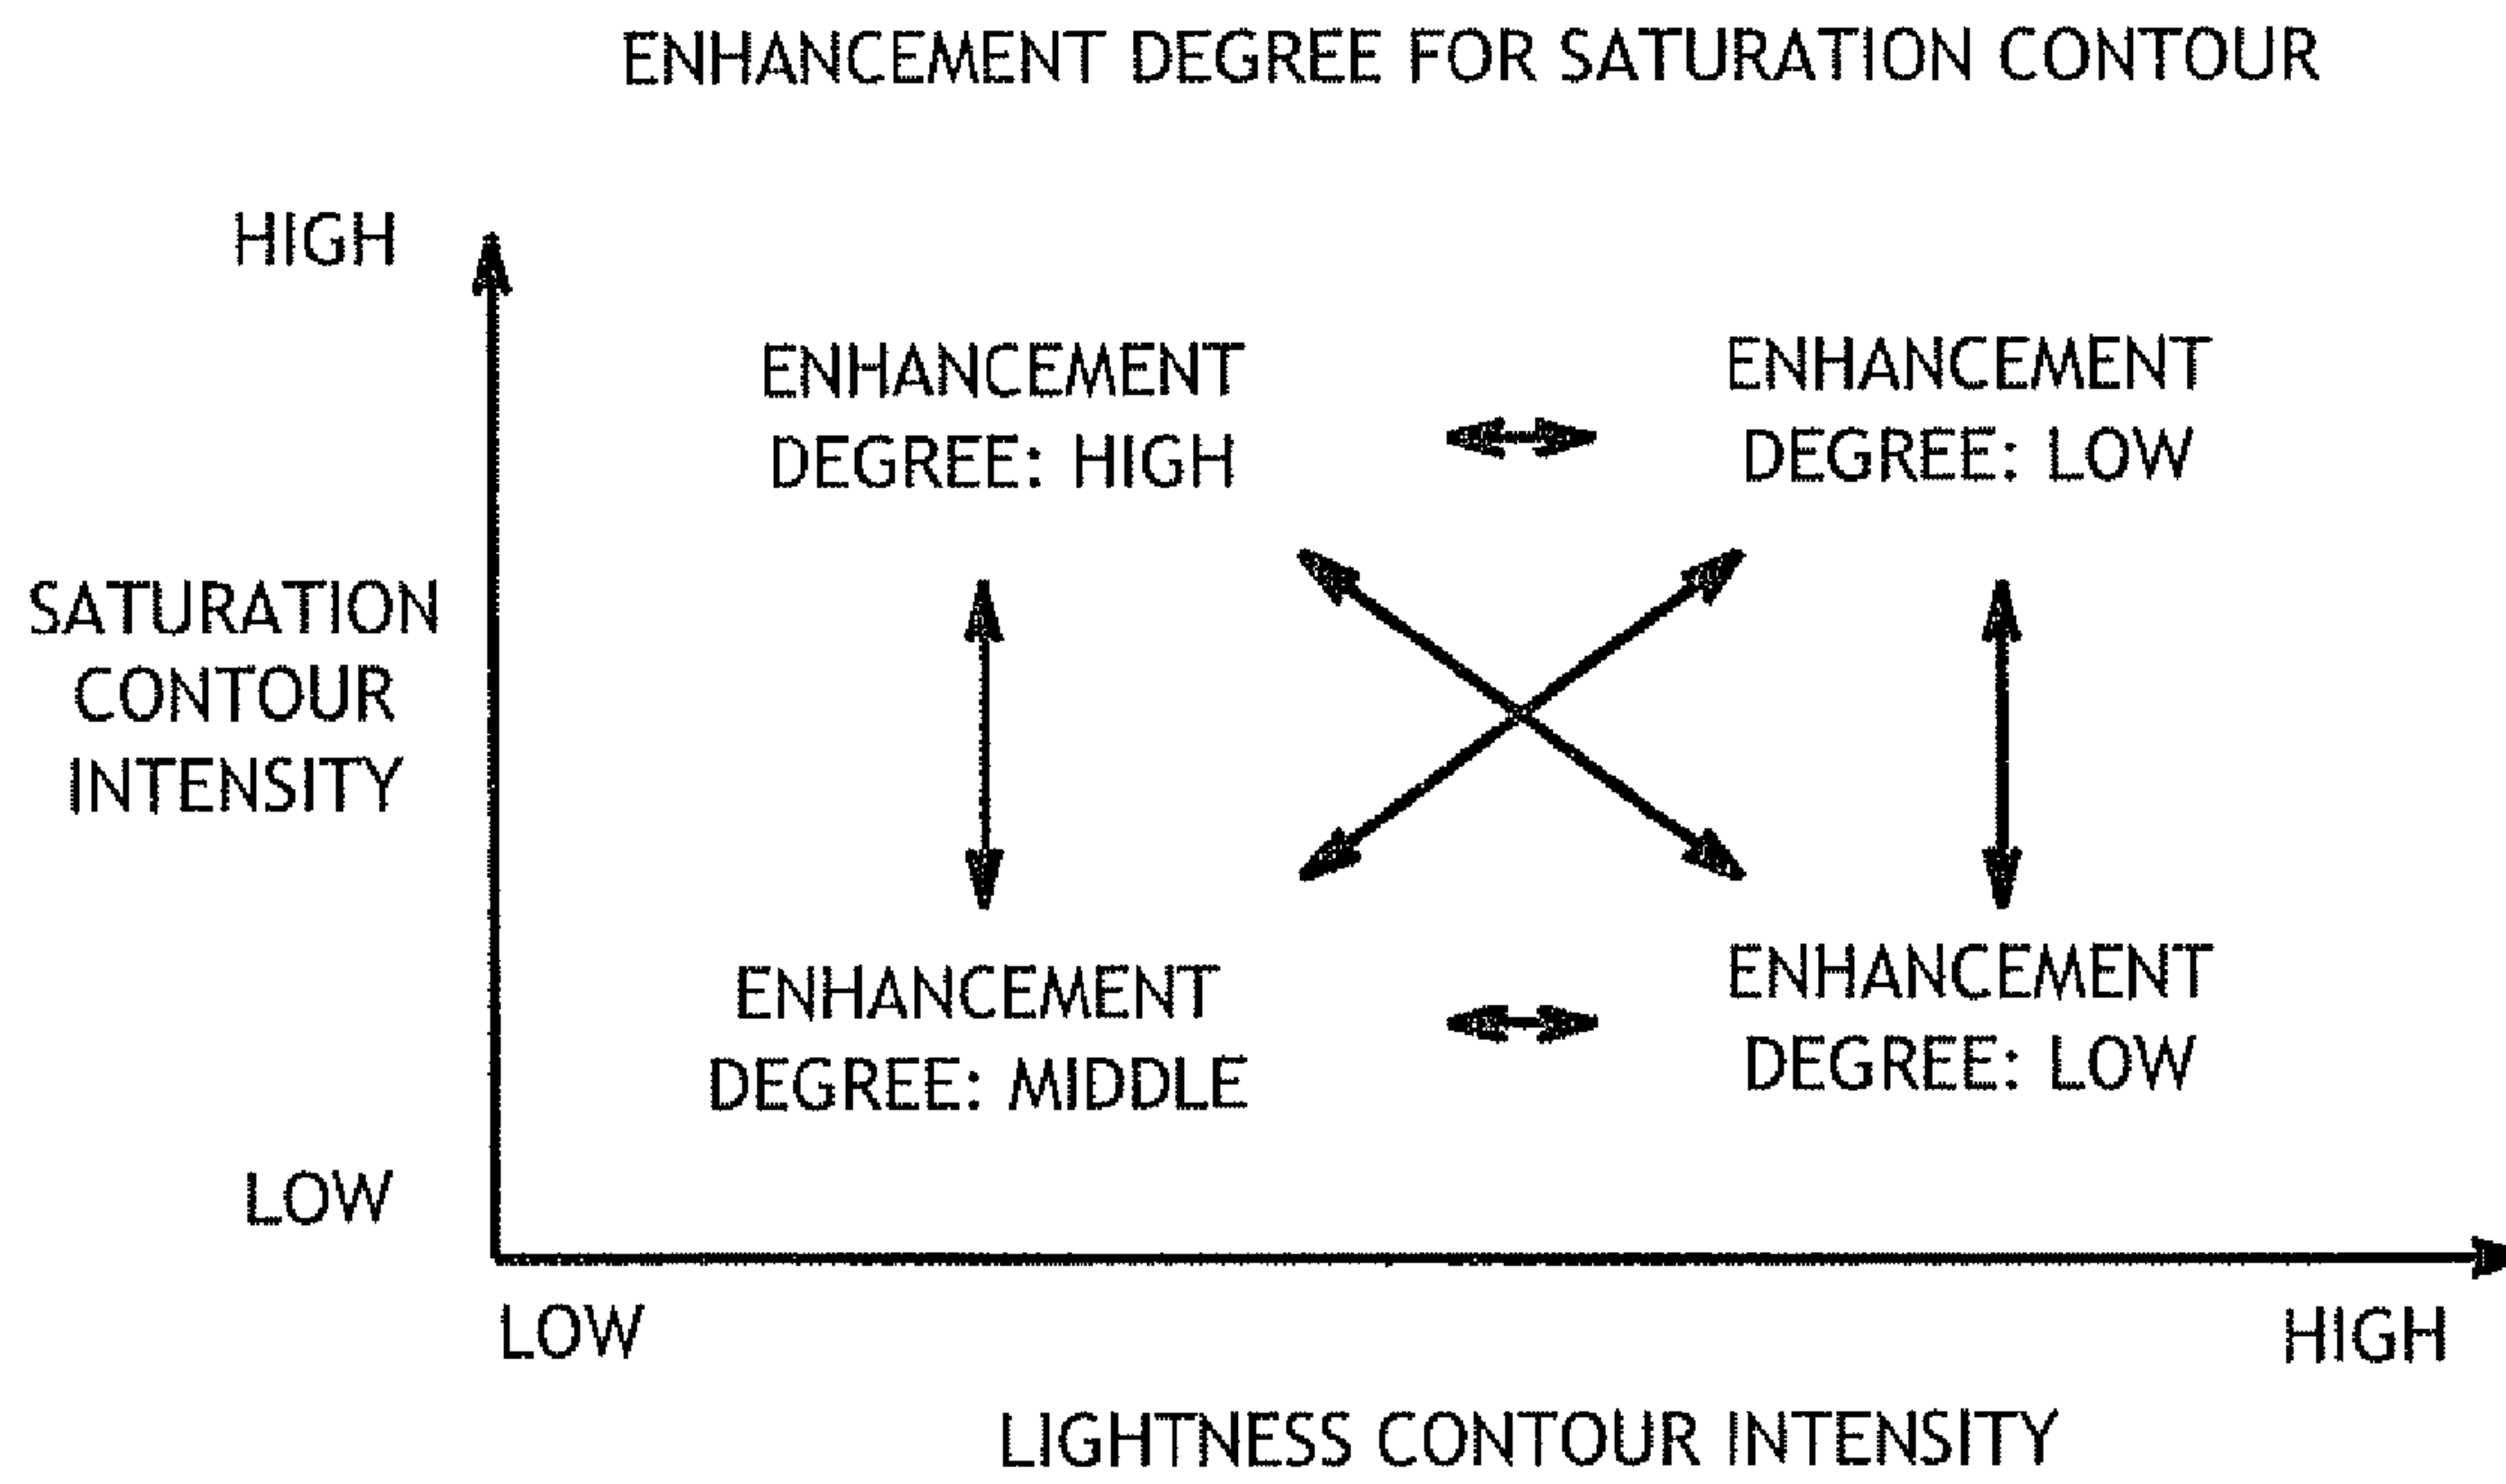 ENHANCEMENT DEGREE FOR SATURATION CONTOUR
HIGH
ENHANCEMENT
DEGREE: HIGH
ENHANCEMENT
DEGREE: LOW
SATURATION
CONTOUR
INTENSITY
ENHANCEMENT
DEGREE: MIDDLE
ENHANCEMENT
DEGREE: LOW
LOW
LOW
HIGH
LIGHTNESS CONTOUR INTENSITY